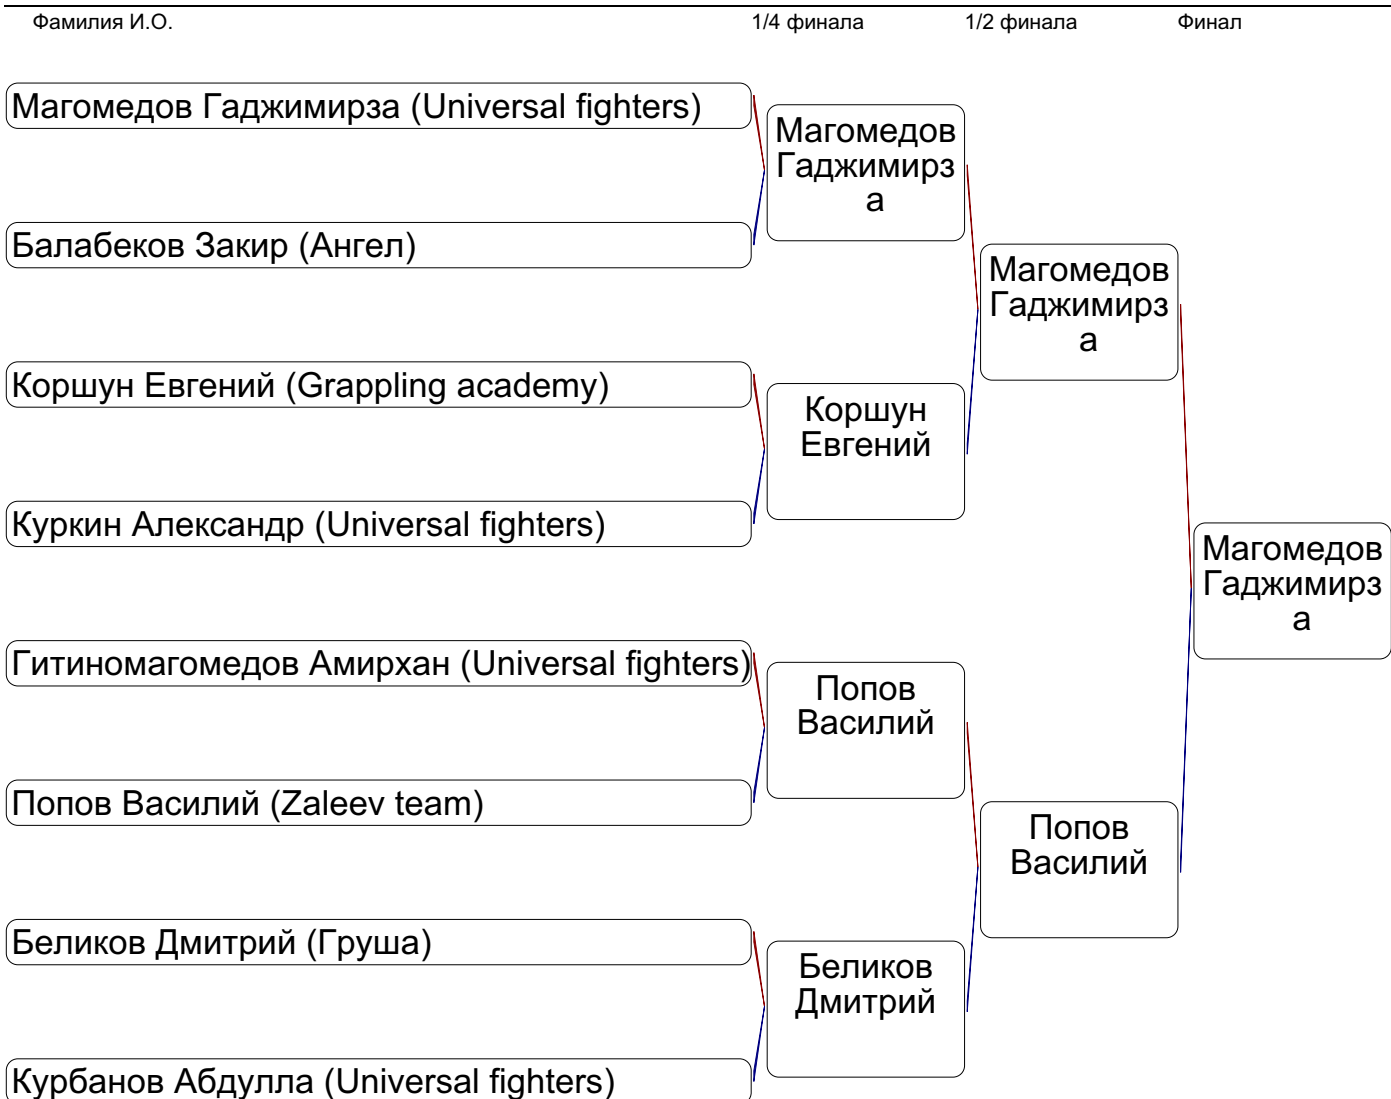 Фамилия И.О. 1/4 финала 1/2 финала Финал
Магомедов Гаджимирза (Universal fighters)
Магомедов
Гаджимирз
а
Балабеков Закир (Ангел)
Магомедов
Гаджимирз
а
Коршун Евгений (Grappling academy)
Коршун
Евгений
Куркин Александр (Universal fighters)
Магомедов
Гаджимирз
а
Гитиномагомедов Амирхан (Universal fighters)
Попов
Василий
Попов Василий (Zaleev team)
Попов
Василий
Беликов Дмитрий (Груша)
Беликов
Дмитрий
Курбанов Абдулла (Universal fighters)